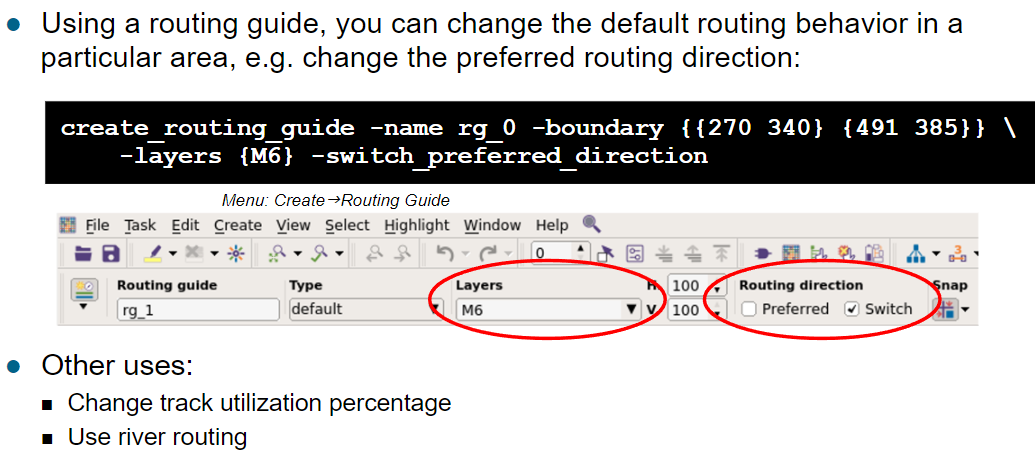 Using a routing guide, you can change the default routing behavior in a
particular area, e.g. change the preferred routing direction:
create_routing_guide -name rg_0 -boundary {{270 340} {491 385}} \
-layers {M6} -switch_preferred_direction
Menu: Create→Routing Guide
File Task Edit Create View Select Highlight Window Help
0
Routing guide Type Layers H 100 Routing direction Snap
rg_1 default M6 V 100 Preferred Switch
Other uses:
Change track utilization percentage
Use river routing